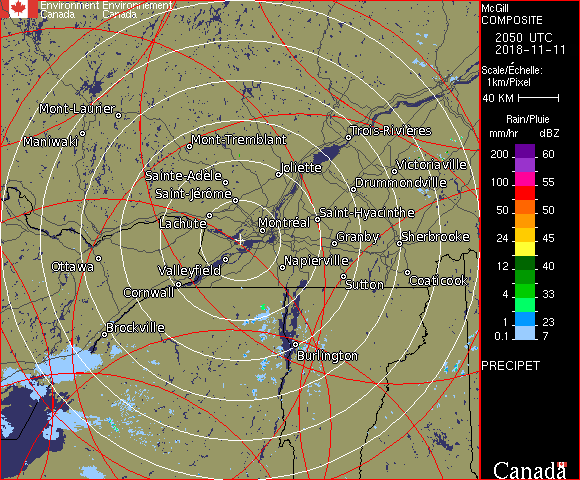 Environment Environnement
Canada Canada
McGill
COMPOSITE
2050 UTC
2018-11-11
Scale/Échelle:
1km/Pixel
40 KM
Rain/Pluie
mm/hr dBZ
200 60
100 55
50 50
24 45
12 40
4 33
1 23
0.1 7
PRECIPET
Canada
Mont-Laurier
Maniwaki
Mont-Tremblant
Trois-Rivières
Sainte-Adèle
Joliette
Victoriaville
Saint-Jérôme
Drummondville
Lachute
Montréal
Saint-Hyacinthe
Granby
Sherbrooke
Ottawa
Valleyfield
Napierville
Cornwall
Sutton
Coaticook
Brockville
Burlington